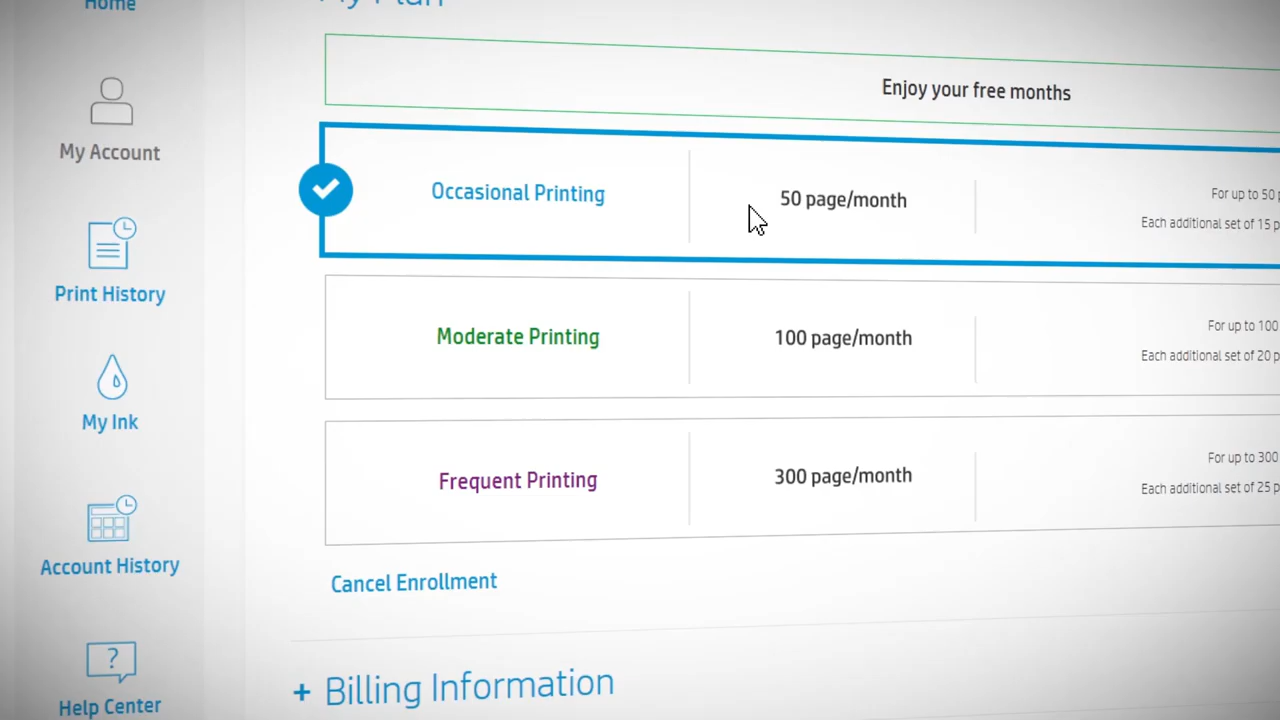 Home
My Plan
Enjoy your free months
My Account
Occasional Printing
50 page/month
For up to 50
Each additional set of 15
Print History
Moderate Printing
100 page/month
For up to 100
Each additional set of 20
My Ink
Frequent Printing
300 page/month
For up to 300
Each additional set of 25
Account History
Cancel Enrollment
Help Center
+ Billing Information